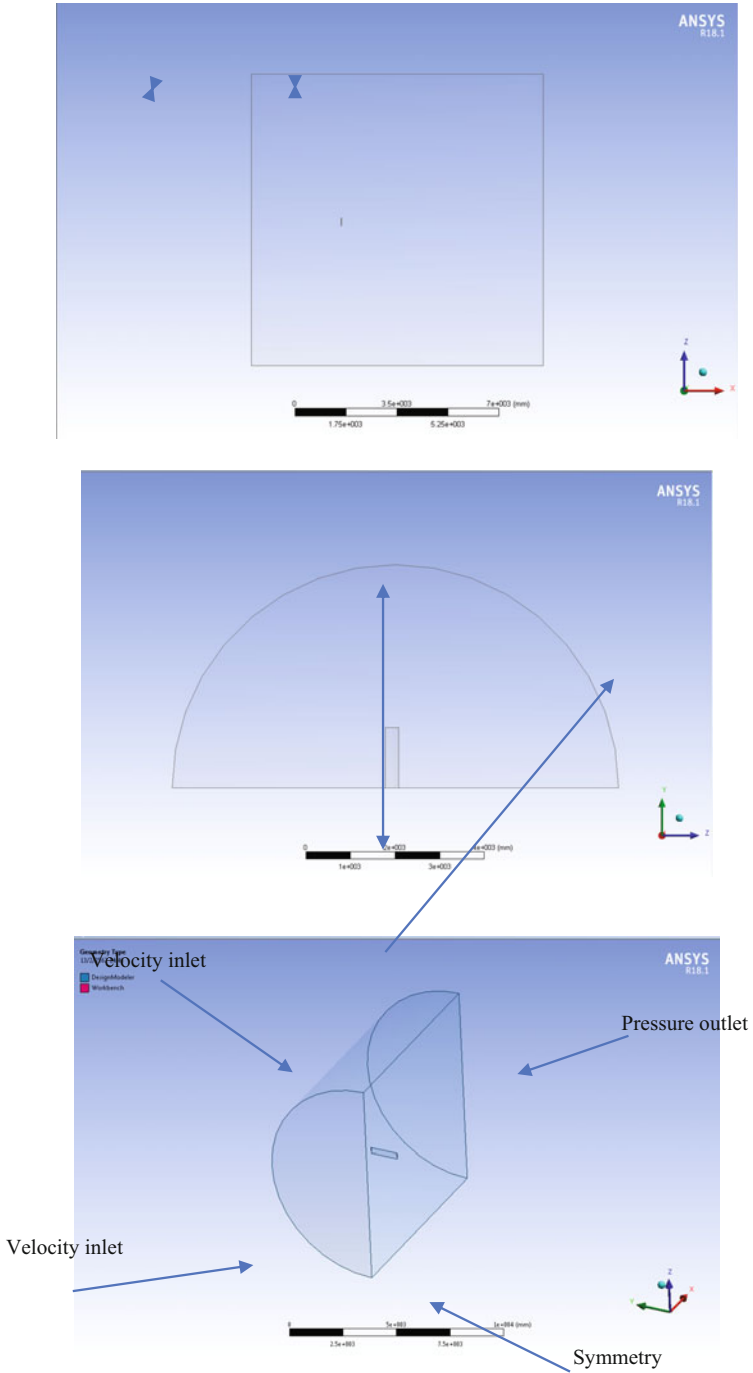 ANSYS
R18.1
Z
X
0 3.5e+003 7e+003 (mm)
1.75e+003 5.25e+003
ANSYS
R18.1
Y
Z
0 2e+003 4e+003 (mm)
1e+003 3e+003
Geometry Type
Velocity inlet
DesignModeler
Workbench
ANSYS
R18.1
Pressure outlet
Velocity inlet
Z
Y
X
0 5e+003 1e+004 (mm)
2.5e+003 7.5e+003
Symmetry